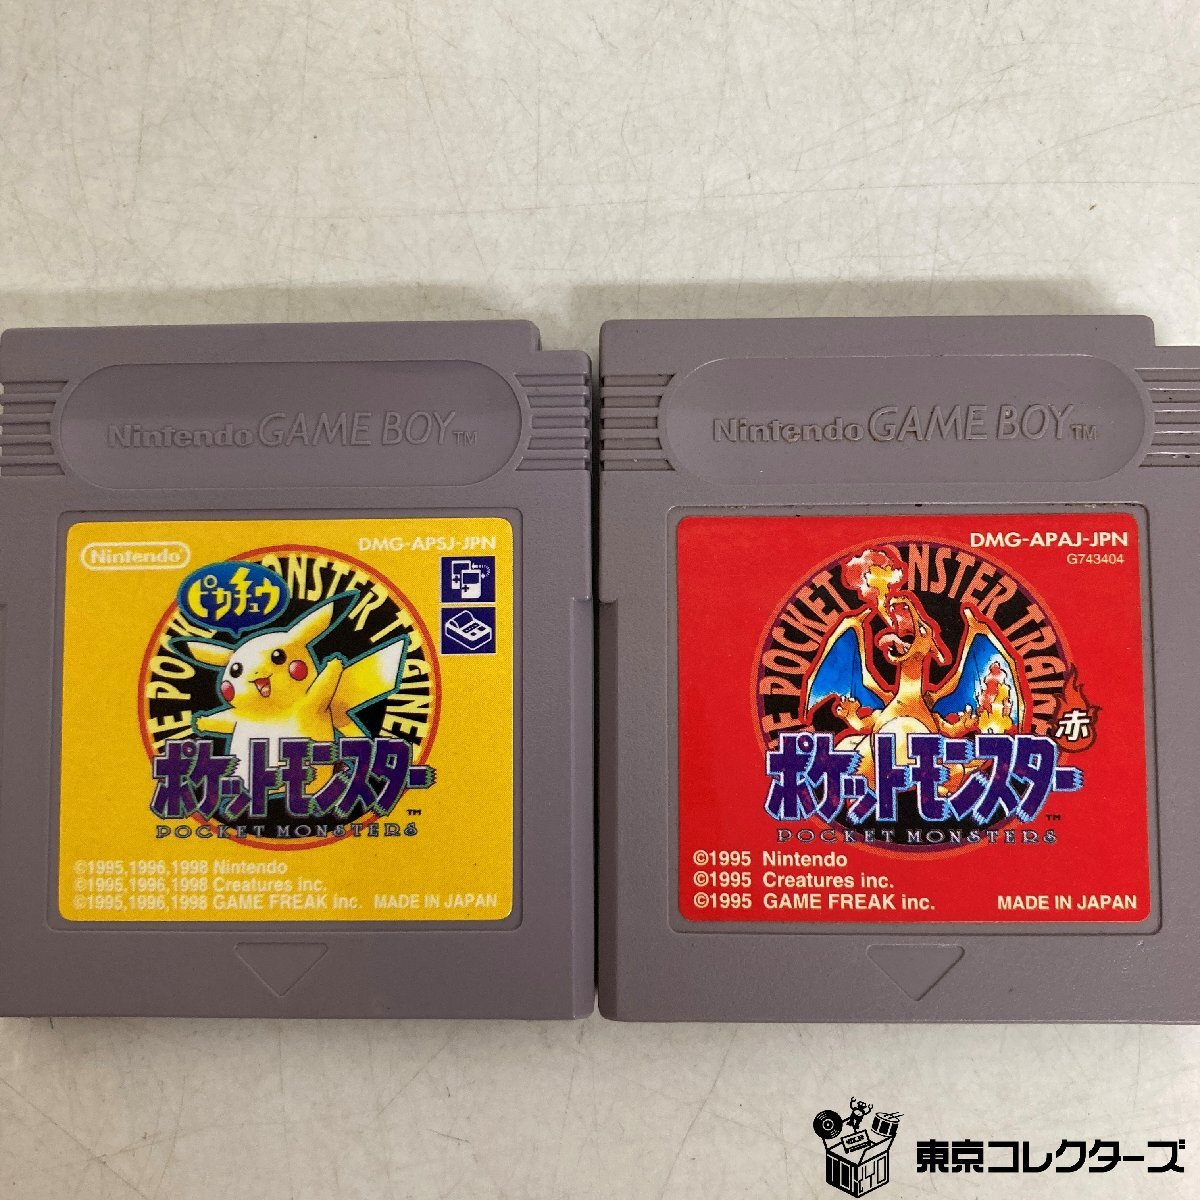 Nintendo GAME BOY™
Nintendo
DMG-APSJ-JPN
ピカチュウ
THE POCKET MONSTER TRAINER
ポケットモンスター™
POCKET MONSTERS
©1995,1996,1998 Nintendo
©1995,1996,1998 Creatures inc.
©1995,1996,1998 GAME FREAK inc. MADE IN JAPAN
Nintendo GAME BOY™
DMG-APAJ-JPN
G743404
THE POCKET MONSTER TRAINER
赤
ポケットモンスター™
POCKET MONSTERS
©1995 Nintendo
©1995 Creatures inc.
©1995 GAME FREAK inc. MADE IN JAPAN
東京コレクターズ